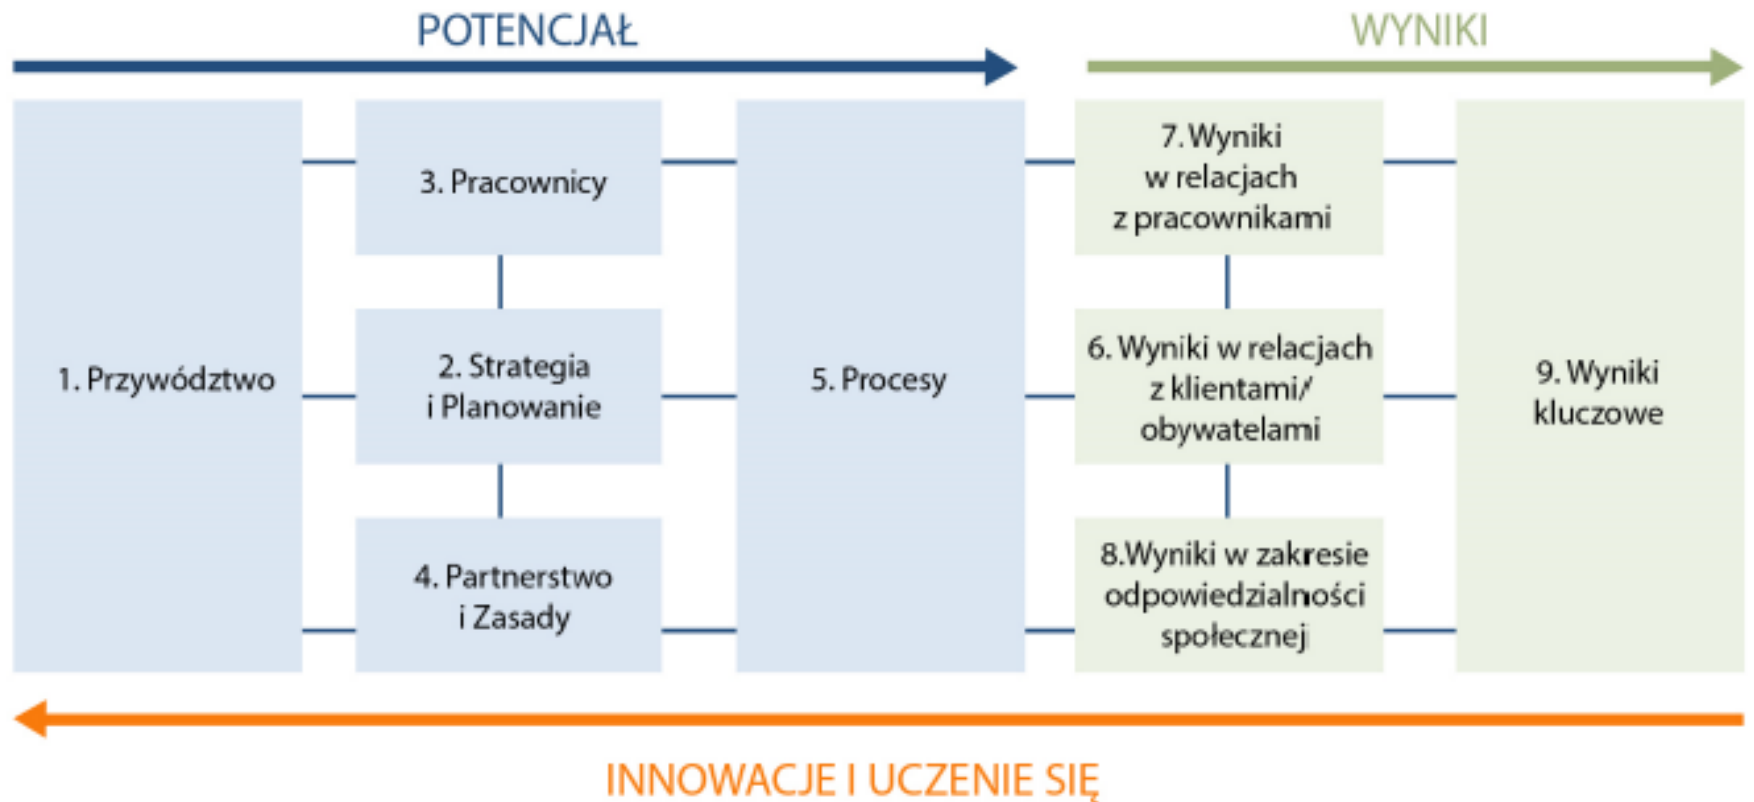 POTENCJAŁ
WYNIKI
1. Przywództwo
3. Pracownicy
2. Strategia
i Planowanie
4. Partnerstwo
i Zasady
5. Procesy
7. Wyniki
w relacjach
z pracownikami
6. Wyniki w relacjach
z klientami/
obywatelami
8.Wyniki w zakresie
odpowiedzialności
społecznej
9. Wyniki
kluczowe
INNOWACJE I UCZENIE SIĘ